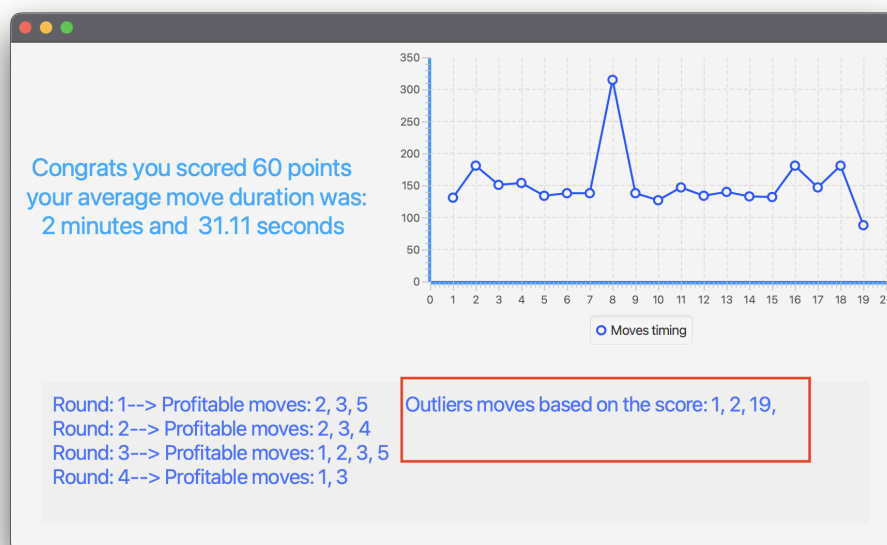 Congrats you scored 60 points
your average move duration was:
2 minutes and  31.11 seconds
350
300
250
200
150
100
50
0
0 1 2 3 4 5 6 7 8 9 10 11 12 13 14 15 16 17 18 19
Moves timing
Round: 1--> Profitable moves: 2, 3, 5
Round: 2--> Profitable moves: 2, 3, 4
Round: 3--> Profitable moves: 1, 2, 3, 5
Round: 4--> Profitable moves: 1, 3
Outliers moves based on the score: 1, 2, 19,